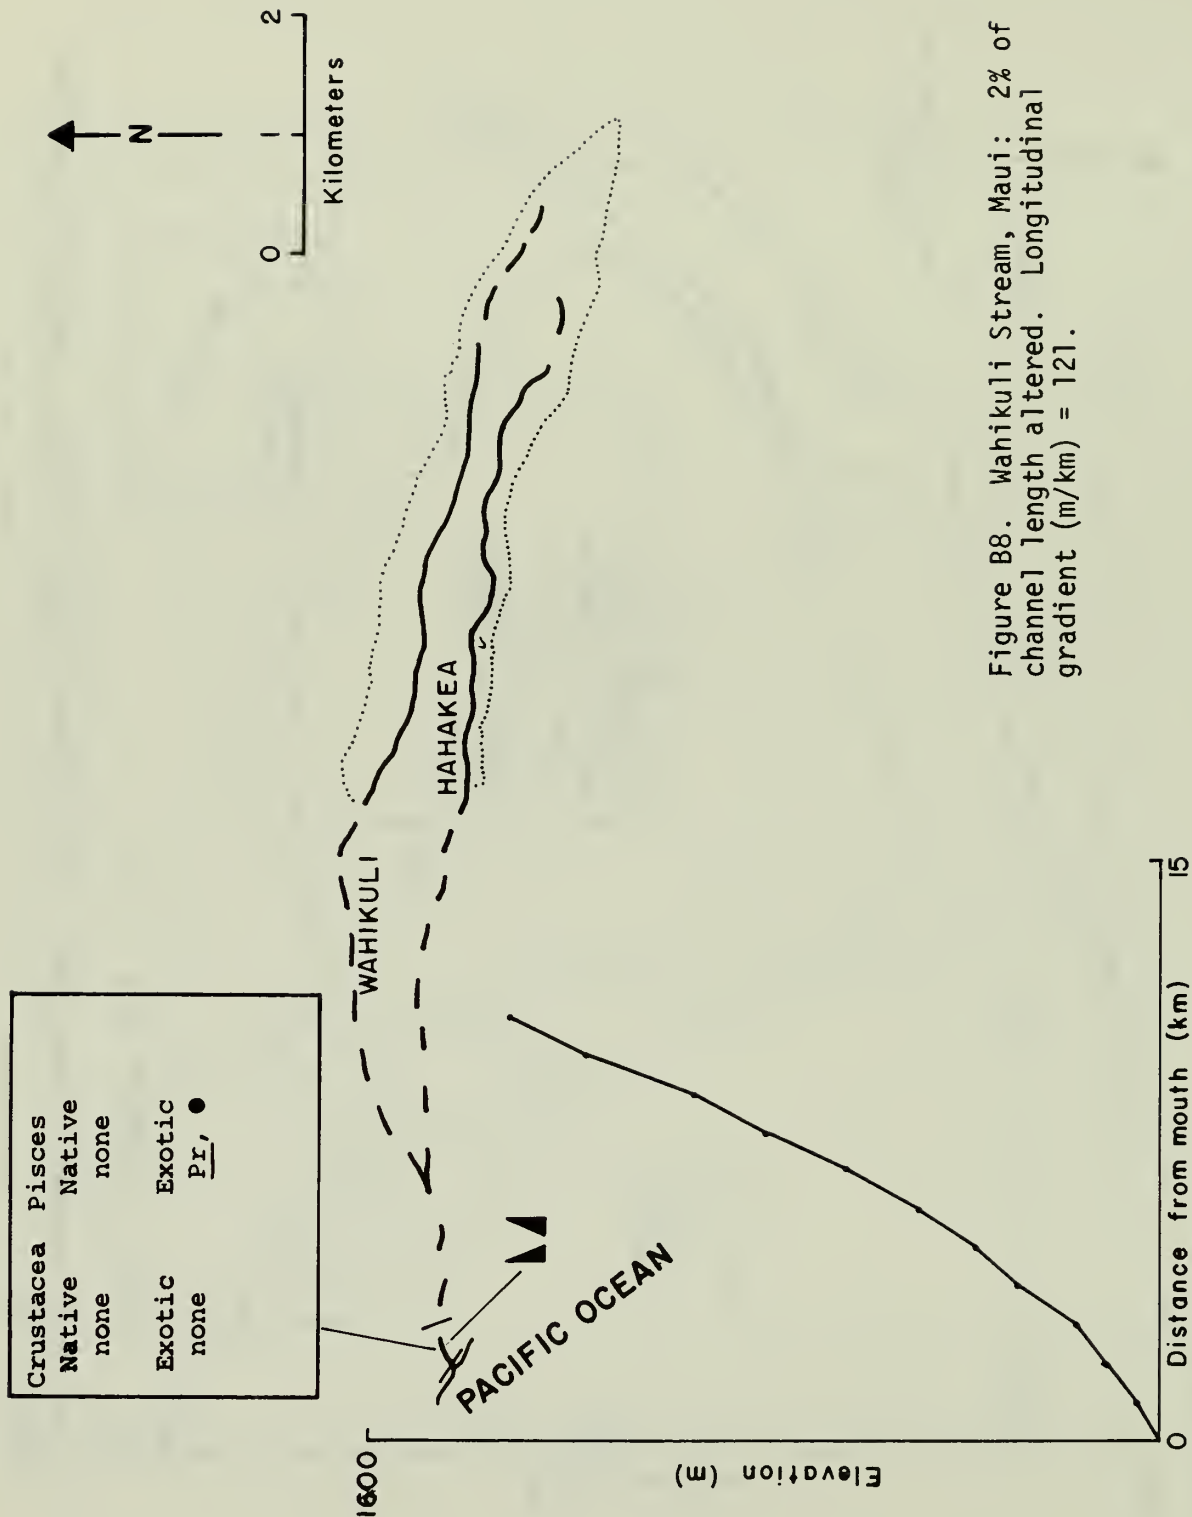 Crustacea Pisces
Native Native
none none
Exotic Exotic
none Pr, ●
N
0 1 2
Kilometers
WAHIKULI
HAHAKEA
PACIFIC OCEAN
1600
Elevation (m)
0 15
Distance from mouth (km)
Figure B8. Wahikuli Stream, Maui: 2% of
channel length altered. Longitudinal
gradient (m/km) = 121.